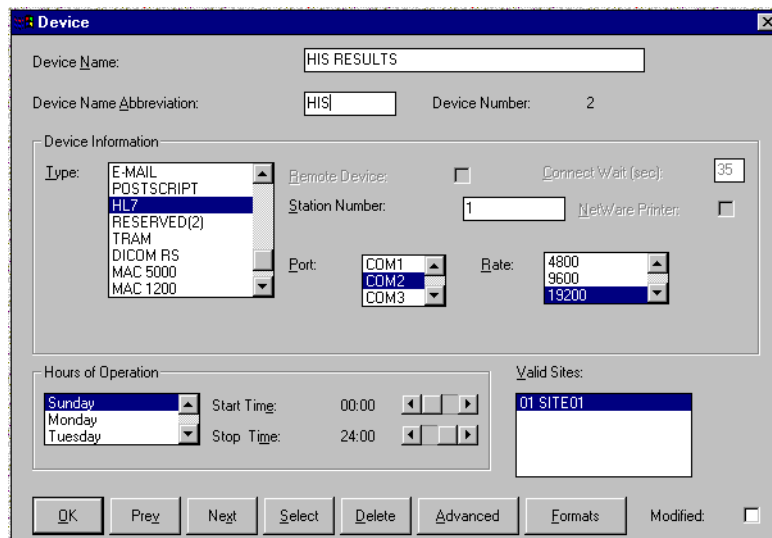 Device
Device Name: HIS RESULTS
Device Name Abbreviation: HIS Device Number: 2
Device Information
Type:
E-MAIL
POSTSCRIPT
HL7
RESERVED(2)
TRAM
DICOM RS
MAC 5000
MAC 1200
Remote Device: Connect Wait (sec): 35
Station Number: 1 NetWare Printer:
Port:
COM1
COM2
COM3
Rate:
4800
9600
19200
Hours of Operation
Sunday
Monday
Tuesday
Start Time: 00:00
Stop Time: 24:00
Valid Sites:
01 SITE01
OK Prev Next Select Delete Advanced Formats Modified: